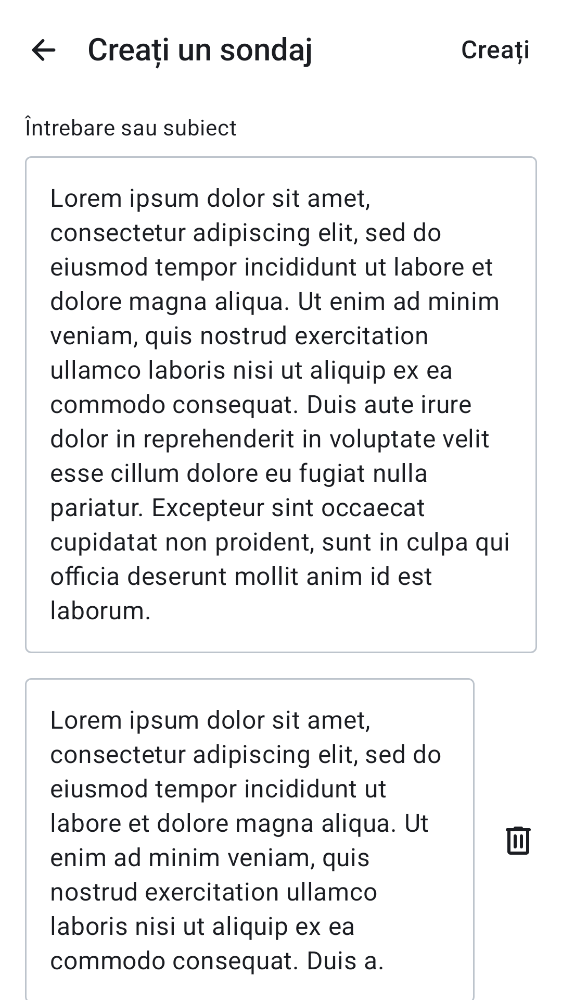 Creați un sondaj
Creați
Întrebare sau subiect
Lorem ipsum dolor sit amet,
consectetur adipiscing elit, sed do
eiusmod tempor incididunt ut labore et
dolore magna aliqua. Ut enim ad minim
veniam, quis nostrud exercitation
ullamco laboris nisi ut aliquip ex ea
commodo consequat. Duis aute irure
dolor in reprehenderit in voluptate velit
esse cillum dolore eu fugiat nulla
pariatur. Excepteur sint occaecat
cupidatat non proident, sunt in culpa qui
officia deserunt mollit anim id est
laborum.
Lorem ipsum dolor sit amet,
consectetur adipiscing elit, sed do
eiusmod tempor incididunt ut
labore et dolore magna aliqua. Ut
enim ad minim veniam, quis
nostrud exercitation ullamco
laboris nisi ut aliquip ex ea
commodo consequat. Duis a.